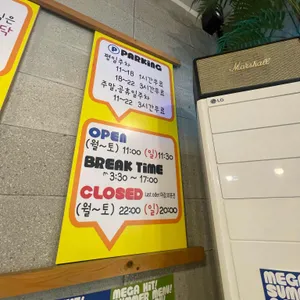 Ⓟ PARKING
평일주차
11~18 1시간무료
18~22 3시간무료
주말,공휴일주차
11~22 3시간무료
OPEN
(월~토) 11:00 (일)11:30
BREAK TIME
3:30 ~ 17:00
CLOSED
(월~토) 22:00 (일)20:00
Marshall
LG
MEGA HIT!
MEGA